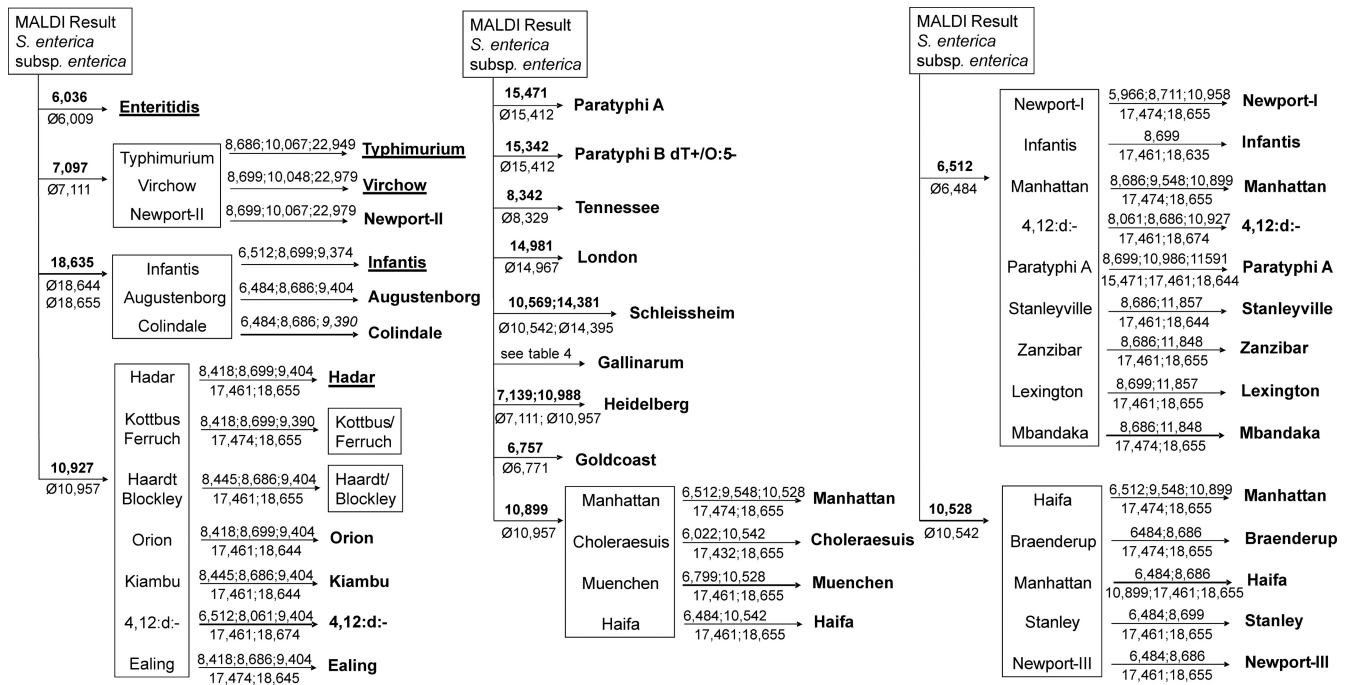 MALDI Result
S. enterica
subsp. enterica
6,036
Ø6,009
Enteritidis
7,097
Ø7,111
Typhimurium
Virchow
Newport-II
8,686;10,067;22,949
Typhimurium
8,699;10,048;22,979
Virchow
8,699;10,067;22,979
Newport-II
18,635
Ø18,644
Ø18,655
Infantis
Augustenborg
Colindale
6,512;8,699;9,374
Infantis
6,484;8,686;9,404
Augustenborg
6,484;8,686; 9,390
Colindale
10,927
Ø10,957
Hadar
8,418;8,699;9,404
17,461;18,655
Hadar
Kottbus
Ferruch
8,418;8,699;9,390
17,474;18,655
Kottbus/
Ferruch
Haardt
Blockley
8,445;8,686;9,404
17,461;18,655
Haardt/
Blockley
Orion
8,418;8,699;9,404
17,461;18,644
Orion
Kiambu
8,445;8,686;9,404
17,461;18,644
Kiambu
4,12:d:-
6,512;8,061;9,404
17,461;18,674
4,12:d:-
Ealing
8,418;8,686;9,404
17,474;18,645
Ealing
MALDI Result
S. enterica
subsp. enterica
15,471
Ø15,412
Paratyphi A
15,342
Ø15,412
Paratyphi B dT+/O:5-
8,342
Ø8,329
Tennessee
14,981
Ø14,967
London
10,569;14,381
Ø10,542;Ø14,395
Schleissheim
see table 4
Gallinarum
7,139;10,988
Ø7,111; Ø10,957
Heidelberg
6,757
Ø6,771
Goldcoast
10,899
Ø10,957
Manhattan
6,512;9,548;10,528
17,474;18,655
Manhattan
Choleraesuis
6,022;10,542
17,432;18,655
Choleraesuis
Muenchen
6,799;10,528
17,461;18,655
Muenchen
Haifa
6,484;10,542
17,461;18,655
Haifa
MALDI Result
S. enterica
subsp. enterica
6,512
Ø6,484
Newport-I
5,966;8,711;10,958
17,474;18,655
Newport-I
Infantis
8,699
17,461;18,635
Infantis
Manhattan
8,686;9,548;10,899
17,474;18,655
Manhattan
4,12:d:-
8,061;8,686;10,927
17,461;18,674
4,12:d:-
Paratyphi A
8,699;10,986;11591
15,471;17,461;18,644
Paratyphi A
Stanleyville
8,686;11,857
17,461;18,644
Stanleyville
Zanzibar
8,686;11,848
17,461;18,655
Zanzibar
Lexington
8,699;11,857
17,461;18,655
Lexington
Mbandaka
8,686;11,848
17,474;18,655
Mbandaka
10,528
Ø10,542
Haifa
6,512;9,548;10,899
17,474;18,655
Manhattan
Braenderup
6484;8,686
17,474;18,655
Braenderup
Manhattan
6,484;8,686
10,899;17,461;18,655
Haifa
Stanley
6,484;8,699
17,461;18,655
Stanley
Newport-III
6,484;8,686
17,461;18,655
Newport-III